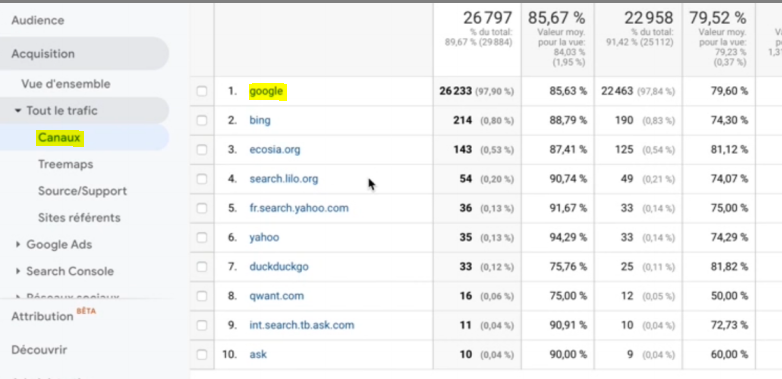 Audience
Acquisition
Vue d'ensemble
Tout le trafic
Canaux
Treemaps
Source/Support
Sites référents
Google Ads
Search Console
Réseaux sociaux
Attribution BÊTA
Découvrir
26 797 85,67 % 22 958 79,52 %
% du total: Valeur moy. % du total: Valeur moy.
89,67 % (29 884) pour la vue: 91,42 % (25 112) pour la vue:
84,03 % 79,23 %
(1,95 %) (0,37 %)
1. google 26 233 (97,90 %) 85,63 % 22 463 (97,84 %) 79,60 %
2. bing 214 (0,80 %) 88,79 % 190 (0,83 %) 74,30 %
3. ecosia.org 143 (0,53 %) 87,41 % 125 (0,54 %) 81,12 %
4. search.lilo.org 54 (0,20 %) 90,74 % 49 (0,21 %) 74,07 %
5. fr.search.yahoo.com 36 (0,13 %) 91,67 % 33 (0,14 %) 75,00 %
6. yahoo 35 (0,13 %) 94,29 % 33 (0,14 %) 74,29 %
7. duckduckgo 33 (0,12 %) 75,76 % 25 (0,11 %) 81,82 %
8. qwant.com 16 (0,06 %) 75,00 % 12 (0,05 %) 50,00 %
9. int.search.tb.ask.com 11 (0,04 %) 90,91 % 10 (0,04 %) 72,73 %
10. ask 10 (0,04 %) 90,00 % 9 (0,04 %) 60,00 %